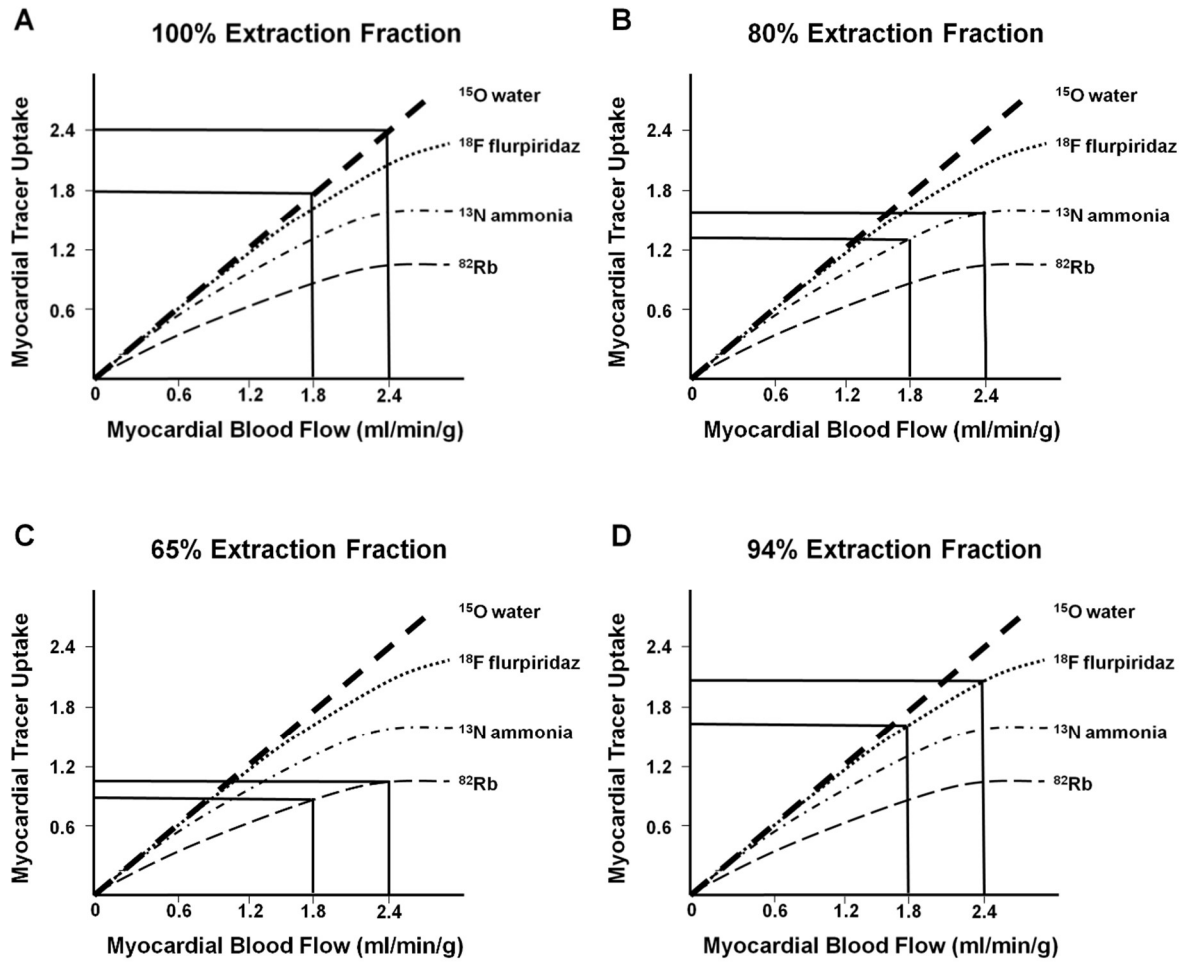 A
100% Extraction Fraction
Myocardial Tracer Uptake
2.4
1.8
1.2
0.6
¹⁵O water
¹⁸F flurpiridaz
¹³N ammonia
⁸²Rb
0 0.6 1.2 1.8 2.4
Myocardial Blood Flow (ml/min/g)
B
80% Extraction Fraction
Myocardial Tracer Uptake
2.4
1.8
1.2
0.6
¹⁵O water
¹⁸F flurpiridaz
¹³N ammonia
⁸²Rb
0 0.6 1.2 1.8 2.4
Myocardial Blood Flow (ml/min/g)
C
65% Extraction Fraction
Myocardial Tracer Uptake
2.4
1.8
1.2
0.6
¹⁵O water
¹⁸F flurpiridaz
¹³N ammonia
⁸²Rb
0 0.6 1.2 1.8 2.4
Myocardial Blood Flow (ml/min/g)
D
94% Extraction Fraction
Myocardial Tracer Uptake
2.4
1.8
1.2
0.6
¹⁵O water
¹⁸F flurpiridaz
¹³N ammonia
⁸²Rb
0 0.6 1.2 1.8 2.4
Myocardial Blood Flow (ml/min/g)